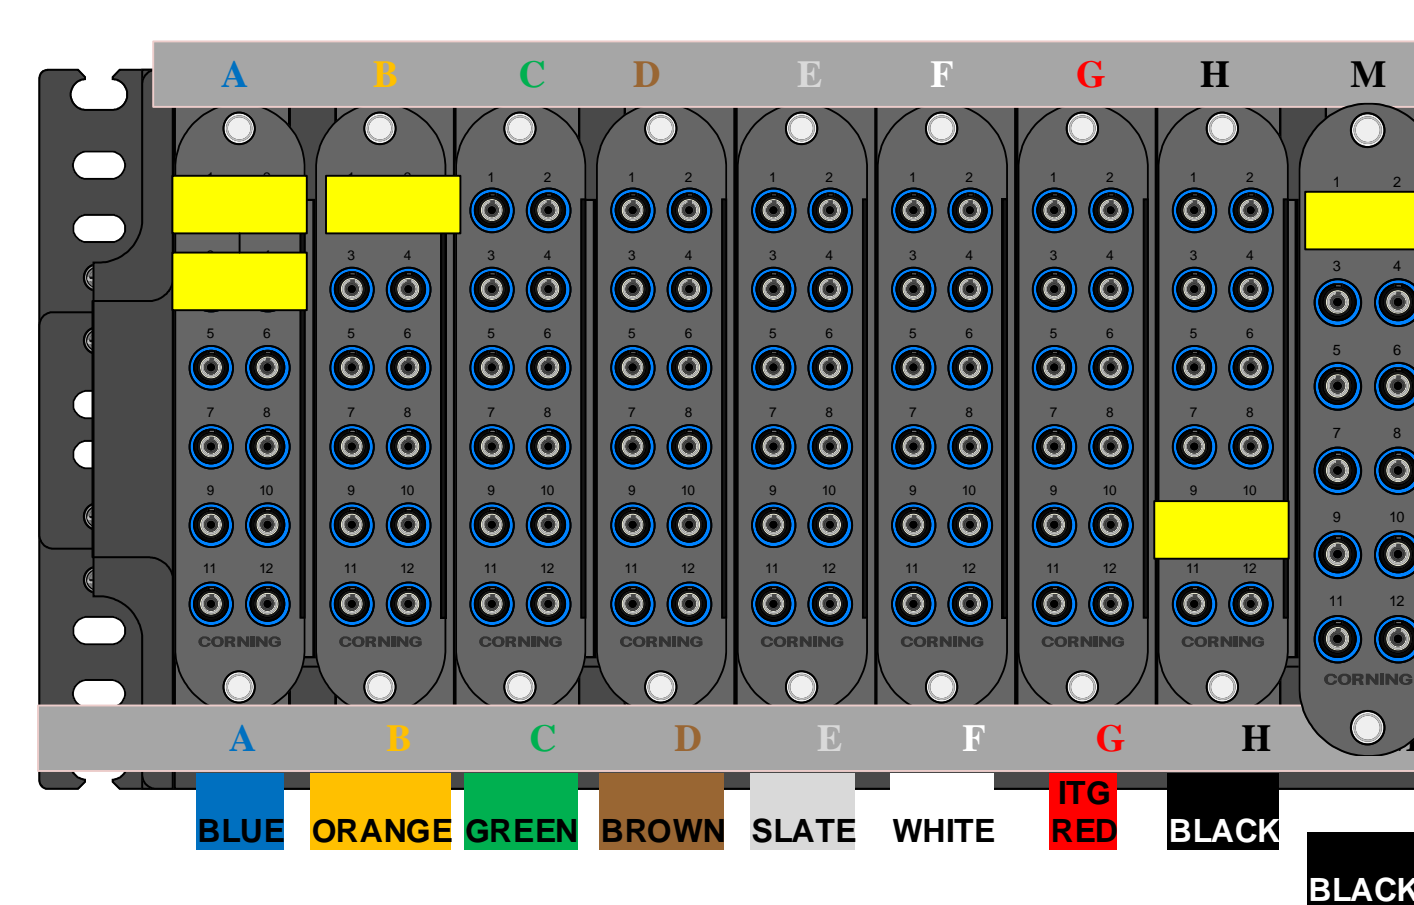 A B C D E F G H M
1 2 1 2 1 2 1 2 1 2 1 2 1 2
3 4 3 4 3 4 3 4 3 4 3 4 3 4 3 4
5 6 5 6 5 6 5 6 5 6 5 6 5 6 5 6 5 6
7 8 7 8 7 8 7 8 7 8 7 8 7 8 7 8 7 8
9 10 9 10 9 10 9 10 9 10 9 10 9 10 9 10 9 10
11 12 11 12 11 12 11 12 11 12 11 12 11 12 11 12 11 12
CORNING CORNING CORNING CORNING CORNING CORNING CORNING CORNING CORNING
A B C D E F G H
BLUE ORANGE GREEN BROWN SLATE WHITE ITG RED BLACK
BLACK